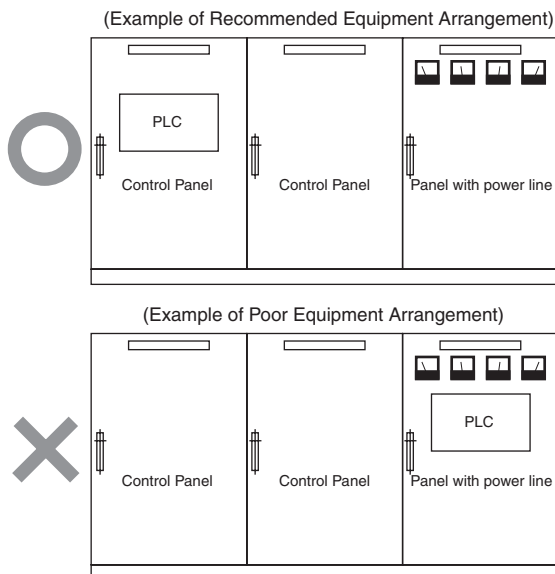 (Example of Recommended Equipment Arrangement)
PLC
Control Panel
Control Panel
Panel with power line
(Example of Poor Equipment Arrangement)
PLC
Control Panel
Control Panel
Panel with power line